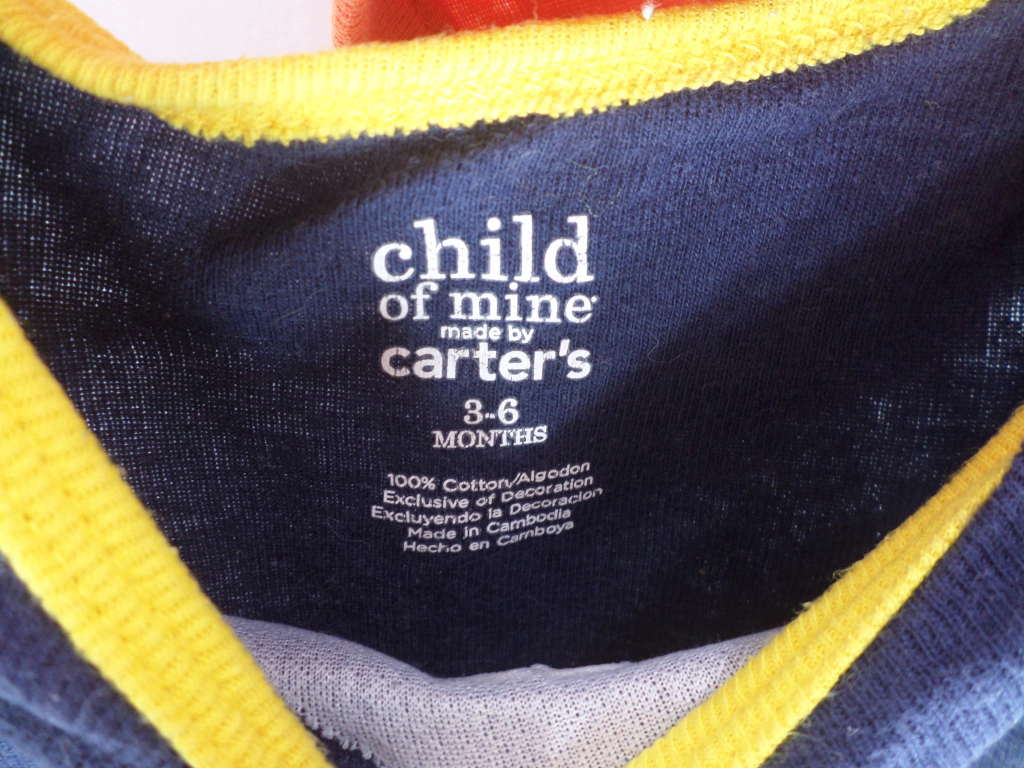 child
of mine
made by
carter's
3-6
MONTHS
100% Cotton/Algodon
Exclusive of Decoration
Excluyendo la Decoracion
Made in Cambodia
Hecho en Camboya